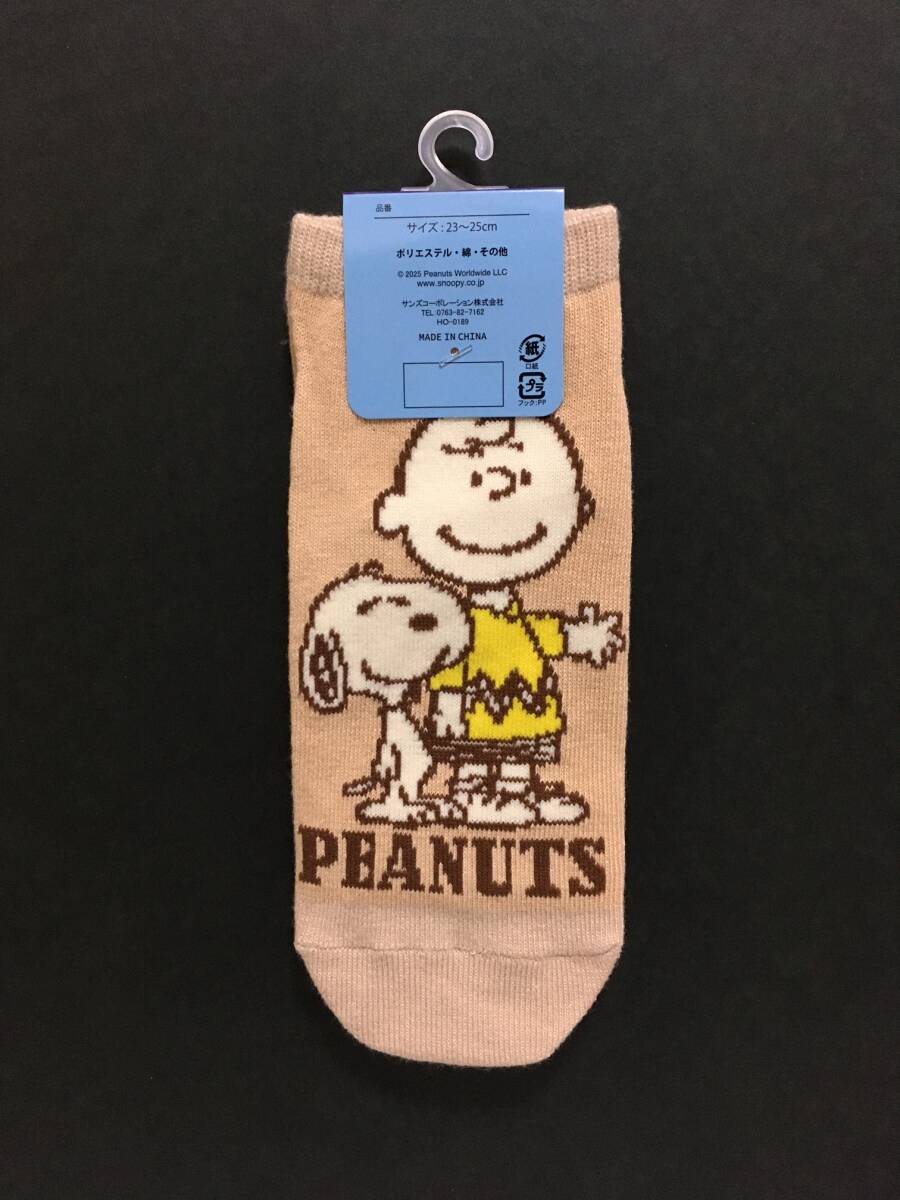 品番
サイズ : 23～25cm
ポリエステル・綿・その他
© 2025 Peanuts Worldwide LLC
www.snoopy.co.jp
サンズコーポレーション株式会社
TEL:0763-82-7162
HO-0189
MADE IN CHINA
紙
口紙
プラ
フック:PP
PEANUTS